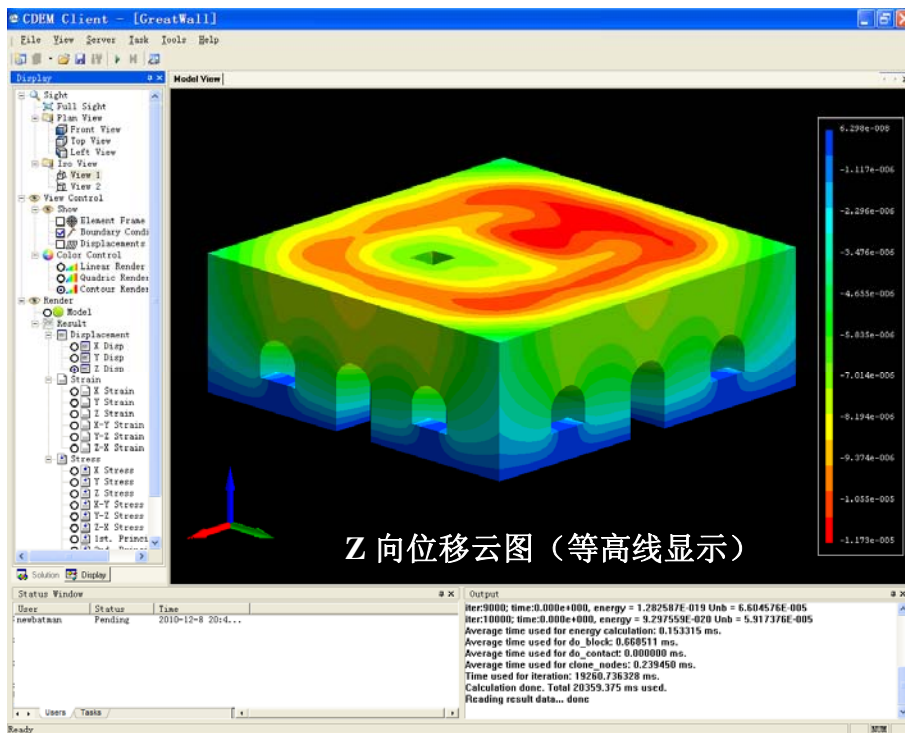 CDEM Client - [GreatWall]
File View Server Task Tools Help
Display
Model View
Sight
Full Sight
Plan View
Front View
Top View
Left View
Izo View
View 1
View 2
View Control
Show
Element Frame
Boundary Condi
Displacements
Color Control
Linear Render
Quadric Render
Contour Render
Render
Model
Result
Displacement
X Disp
Y Disp
Z Disp
Strain
X Strain
Y Strain
Z Strain
X-Y Strain
Y-Z Strain
Z-X Strain
Stress
X Stress
Y Stress
Z Stress
X-Y Stress
Y-Z Stress
Z-X Stress
1st. Princi
Solution Display
6.298e-008
-1.117e-006
-2.296e-006
-3.476e-006
-4.655e-006
-5.835e-006
-7.014e-006
-8.194e-006
-9.374e-006
-1.055e-005
-1.173e-005
Z 向位移云图（等高线显示）
Status Window
User Status Time
newbatman Pending 2010-12-8 20:4...
Users Tasks
Output
iter:9000; time:0.000e+000, energy = 1.282587E-019 Unb = 6.604576E-005
iter:10000; time:0.000e+000, energy = 9.297559E-020 Unb = 5.917376E-005
Average time used for energy calculation: 0.153315 ms.
Average time used for do_block: 0.668511 ms.
Average time used for do_contact: 0.000000 ms.
Average time used for clone_nodes: 0.239450 ms.
Time used for iteration: 19260.736328 ms.
Calculation done. Total 20359.375 ms used.
Reading result data... done
Ready